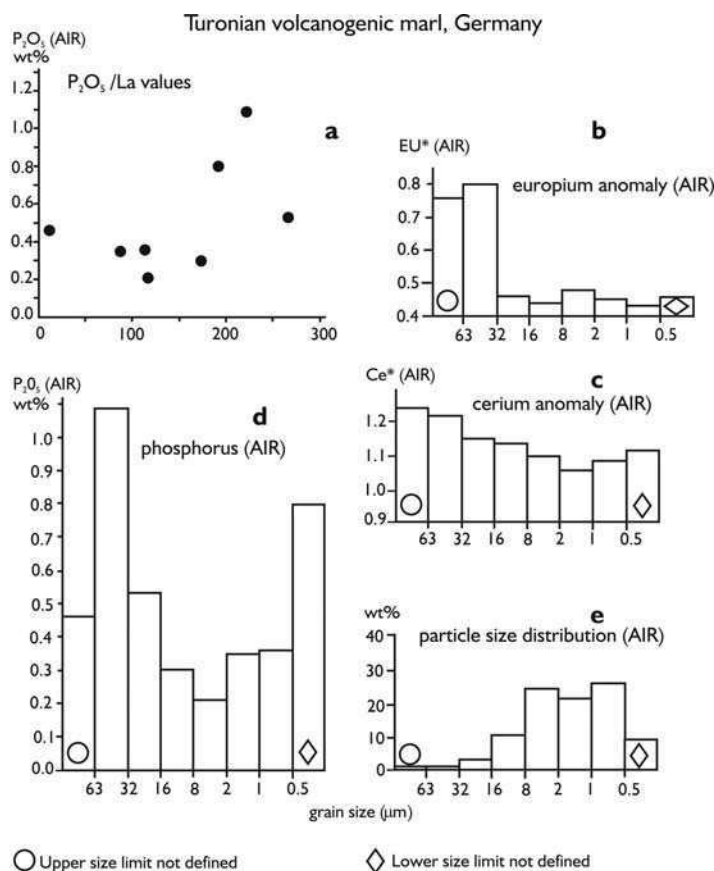 Turonian volcanogenic marl, Germany
P₂O₅ (AIR)
wt%
1.2
1.0
0.8
0.6
0.4
0.2
0.0
P₂O₅ /La values
a
0 100 200 300
b
EU* (AIR)
europium anomaly (AIR)
0.8
0.7
0.6
0.5
0.4
63 32 16 8 2 1 0.5
Ce* (AIR)
c
cerium anomaly (AIR)
1.2
1.1
1.0
0.9
63 32 16 8 2 1 0.5
P₂0₅ (AIR)
wt%
d
phosphorus (AIR)
1.0
0.9
0.8
0.7
0.6
0.5
0.4
0.3
0.2
0.1
0.0
63 32 16 8 2 1 0.5
grain size (µm)
wt%
e
particle size distribution (AIR)
40
30
20
10
0
63 32 16 8 2 1 0.5
Upper size limit not defined
Lower size limit not defined